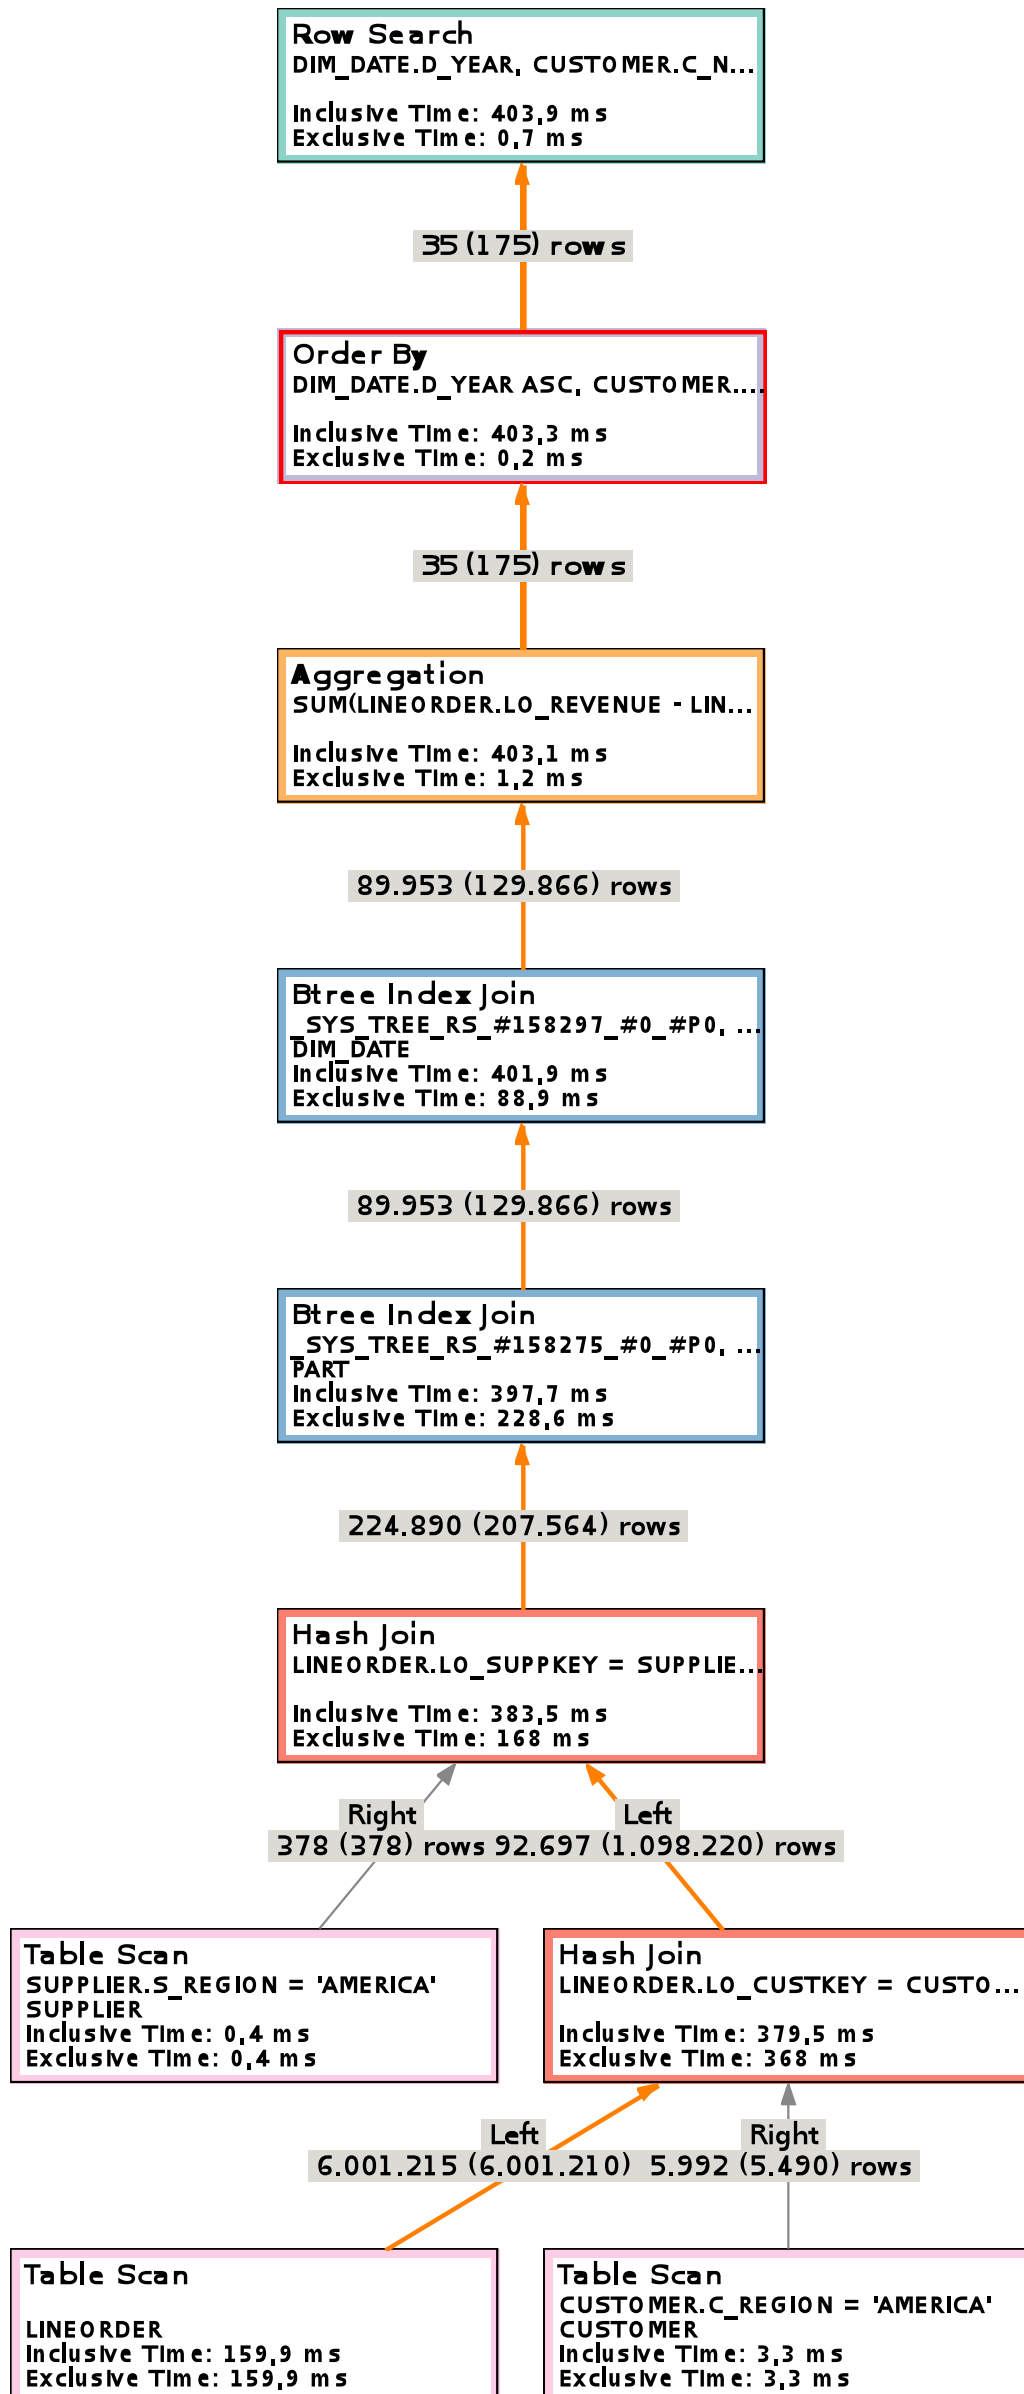 Row Search
DIM_DATE.D_YEAR, CUSTOMER.C_N...
Inclusive Time: 403,9 ms
Exclusive Time: 0,7 ms
35 (175) rows
Order By
DIM_DATE.D_YEAR ASC, CUSTOMER....
Inclusive Time: 403,3 ms
Exclusive Time: 0,2 ms
35 (175) rows
Aggregation
SUM(LINEORDER.LO_REVENUE - LIN...
Inclusive Time: 403,1 ms
Exclusive Time: 1,2 ms
89.953 (129.866) rows
Btree Index Join
_SYS_TREE_RS_#158297_#0_#P0, ...
DIM_DATE
Inclusive Time: 401,9 ms
Exclusive Time: 88,9 ms
89.953 (129.866) rows
Btree Index Join
_SYS_TREE_RS_#158275_#0_#P0, ...
PART
Inclusive Time: 397,7 ms
Exclusive Time: 228,6 ms
224.890 (207.564) rows
Hash Join
LINEORDER.LO_SUPPKEY = SUPPLIE...
Inclusive Time: 383,5 ms
Exclusive Time: 168 ms
Right
378 (378) rows
Left
92.697 (1.098.220) rows
Table Scan
SUPPLIER.S_REGION = 'AMERICA'
SUPPLIER
Inclusive Time: 0,4 ms
Exclusive Time: 0,4 ms
Hash Join
LINEORDER.LO_CUSTKEY = CUSTO...
Inclusive Time: 379,5 ms
Exclusive Time: 368 ms
Left
6.001.215 (6.001.210)
Right
5.992 (5.490) rows
Table Scan
LINEORDER
Inclusive Time: 159,9 ms
Exclusive Time: 159,9 ms
Table Scan
CUSTOMER.C_REGION = 'AMERICA'
CUSTOMER
Inclusive Time: 3,3 ms
Exclusive Time: 3,3 ms